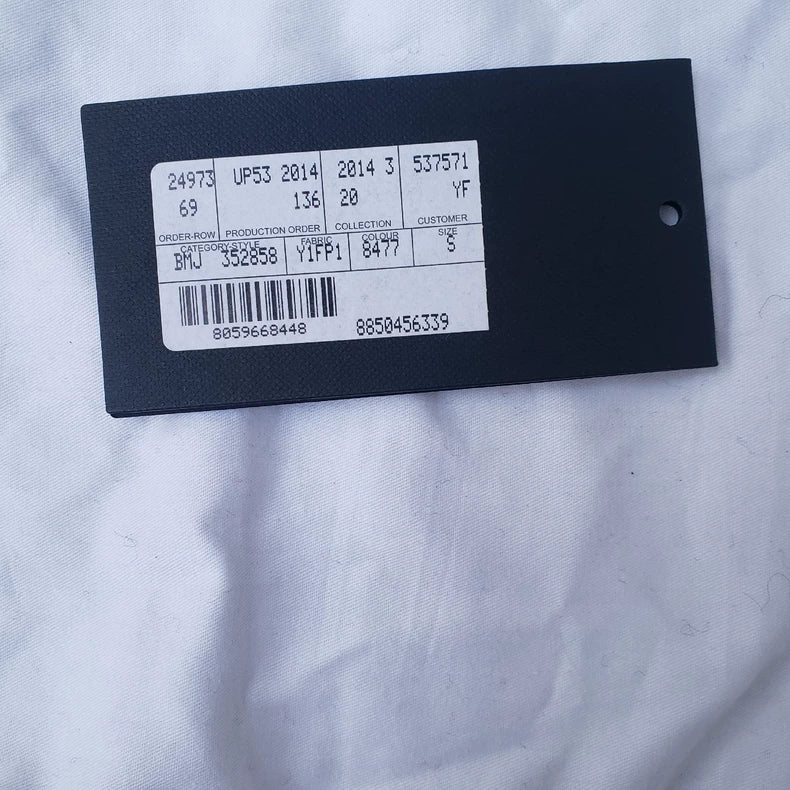 24973 UP53 2014 2014 3 537571
69 136 20 YF
ORDER-ROW PRODUCTION ORDER COLLECTION CUSTOMER
CATEGORY-STYLE FABRIC COLOUR SIZE
BMJ 352858 Y1FP1 8477 S
8059668448 8850456339